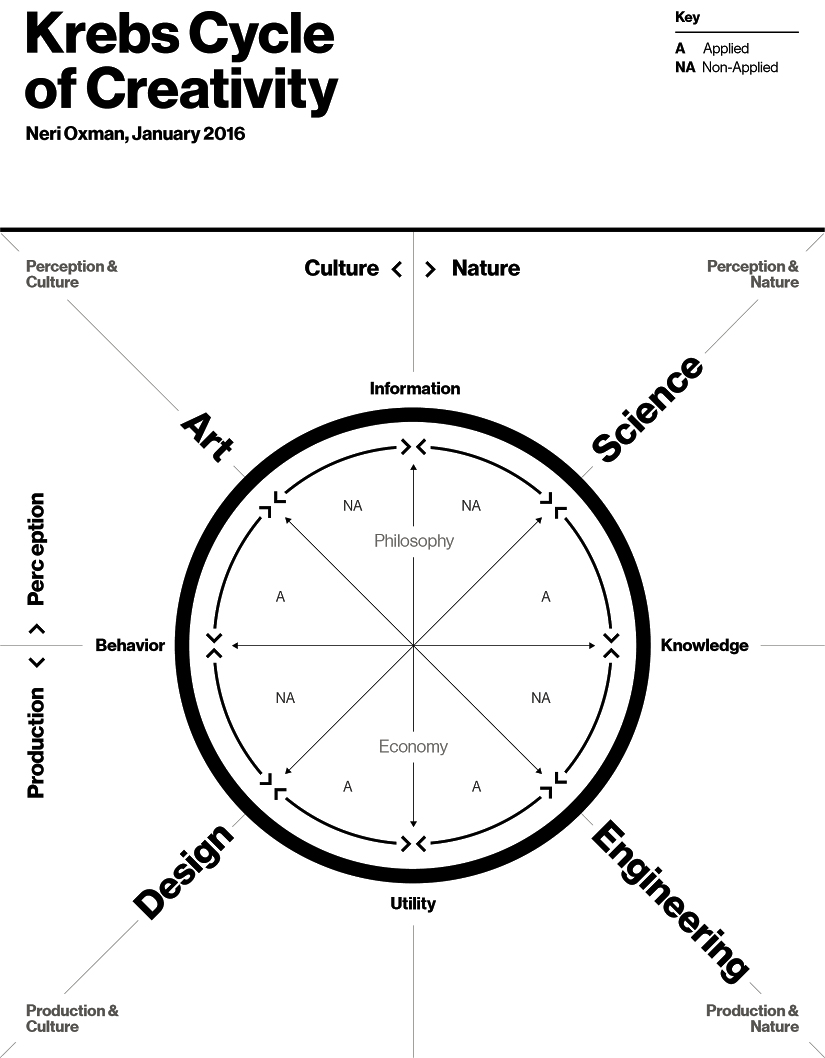 Krebs Cycle
of Creativity
Neri Oxman, January 2016
Key
A Applied
NA Non-Applied
Perception &
Culture
Culture < > Nature
Perception &
Nature
Information
Art
Science
NA
NA
Philosophy
A
A
Perception
Production
Behavior
Knowledge
NA
NA
Economy
A
A
Design
Engineering
Utility
Production &
Culture
Production &
Nature